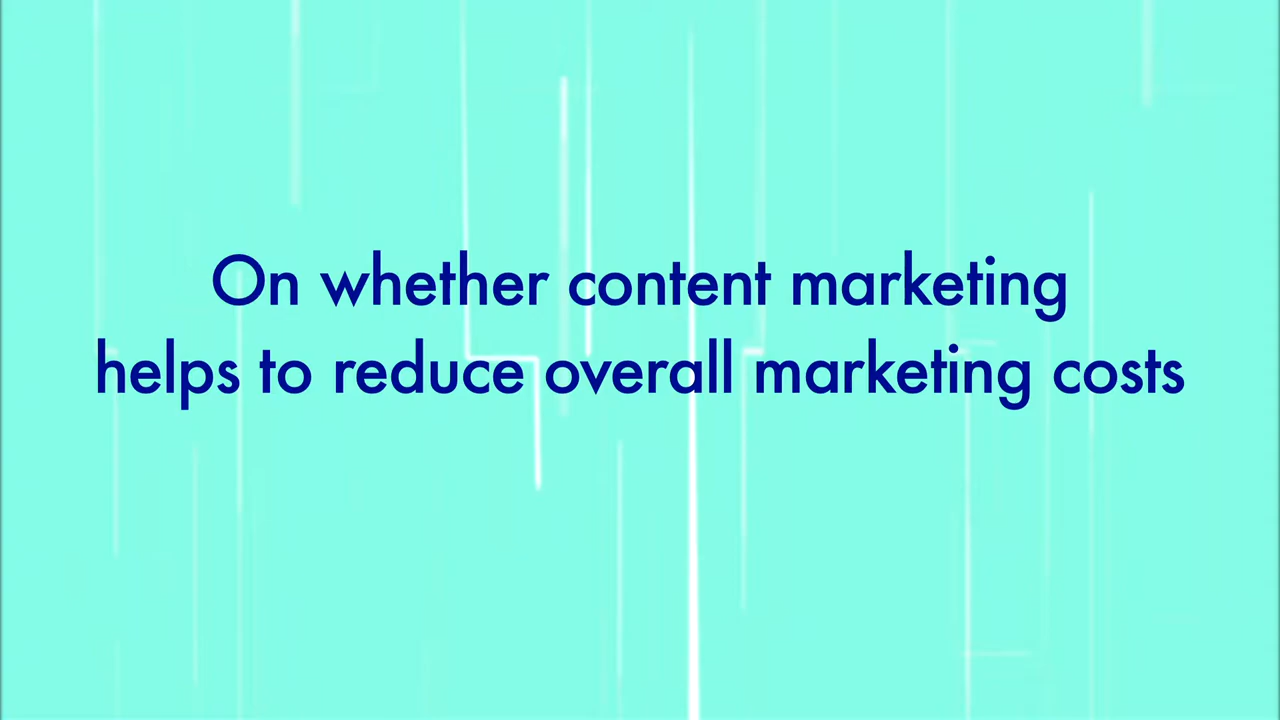 On whether content marketing
helps to reduce overall marketing costs